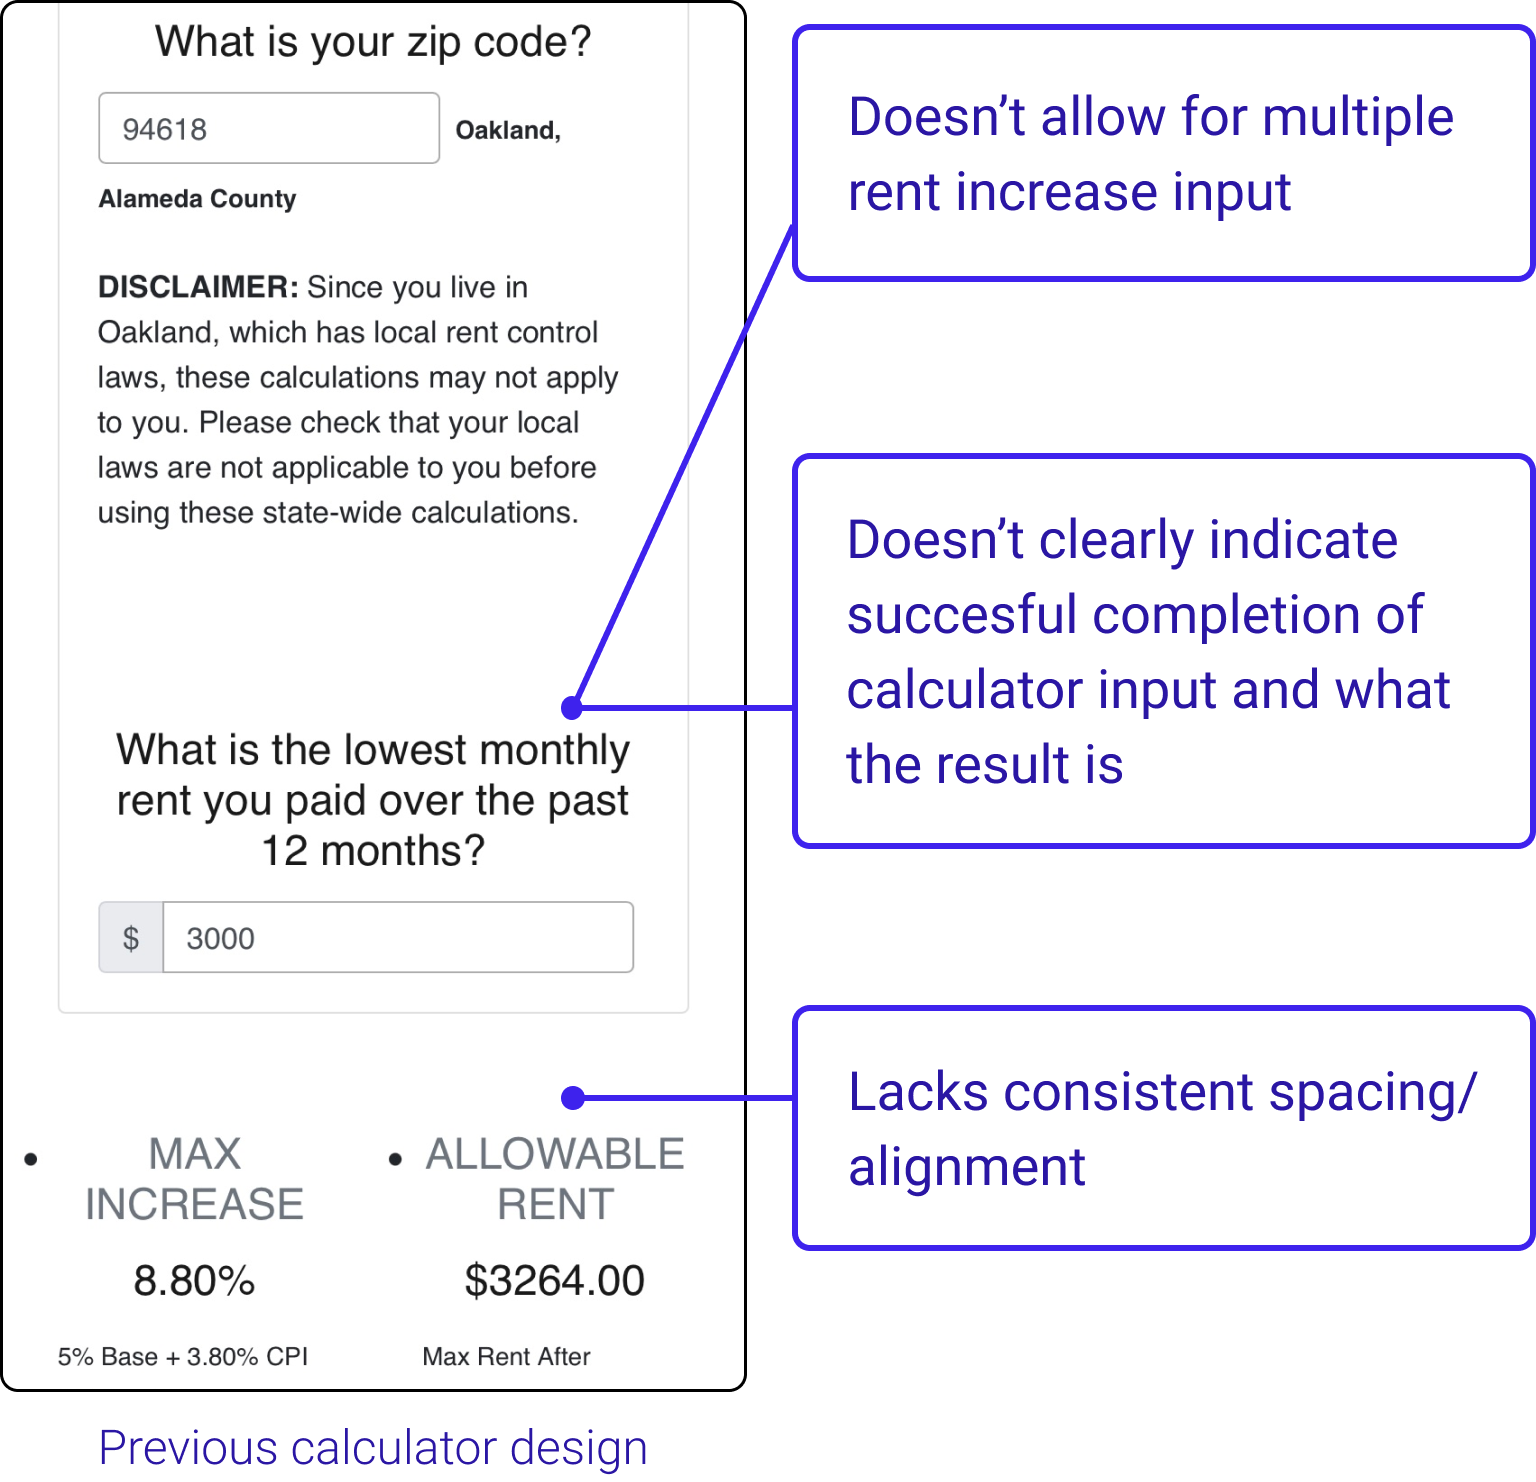 What is your zip code?
94618
Oakland,
Alameda County
DISCLAIMER: Since you live in
Oakland, which has local rent control
laws, these calculations may not apply
to you. Please check that your local
laws are not applicable to you before
using these state-wide calculations.
What is the lowest monthly
rent you paid over the past
12 months?
$ 3000
• MAX
INCREASE
8.80%
5% Base + 3.80% CPI
• ALLOWABLE
RENT
$3264.00
Max Rent After
Previous calculator design
Doesn’t allow for multiple
rent increase input
Doesn’t clearly indicate
succesful completion of
calculator input and what
the result is
Lacks consistent spacing/
alignment